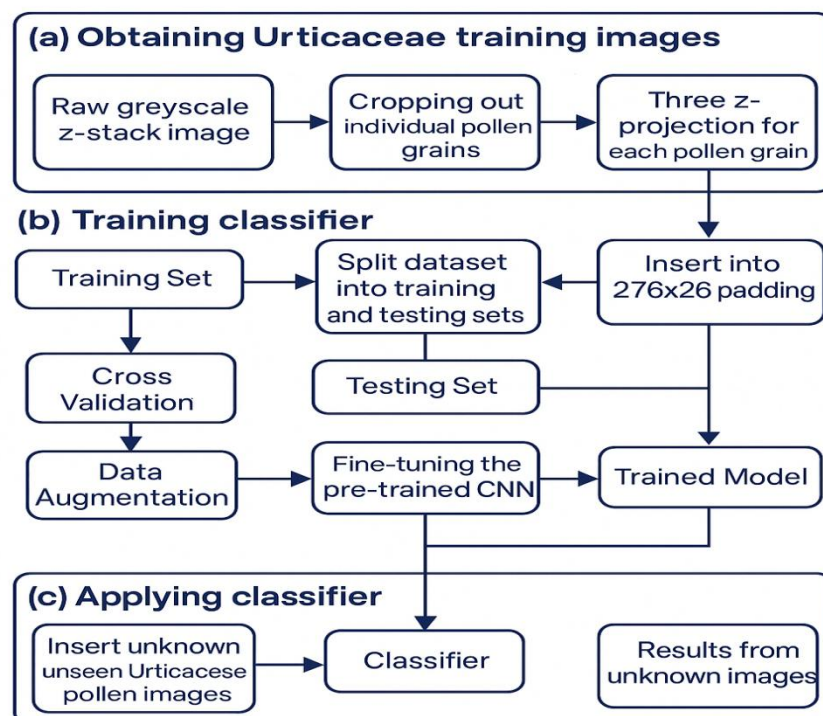 (a) Obtaining Urticaceae training images
Raw greyscale
z-stack image
Cropping out
individual pollen
grains
Three z-
projection for
each pollen grain
(b) Training classifier
Training Set
Split dataset
into training
and testing sets
Insert into
276x26 padding
Cross
Validation
Testing Set
Data
Augmentation
Fine-tuning the
pre-trained CNN
Trained Model
(c) Applying classifier
Insert unknown
unseen Urticacese
pollen images
Classifier
Results from
unknown images